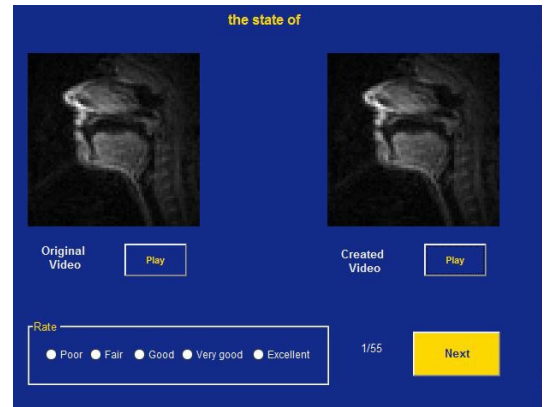 the state of
Original
Video
Play
Created
Video
Play
Rate
Poor Fair Good Very good Excellent
1/55
Next